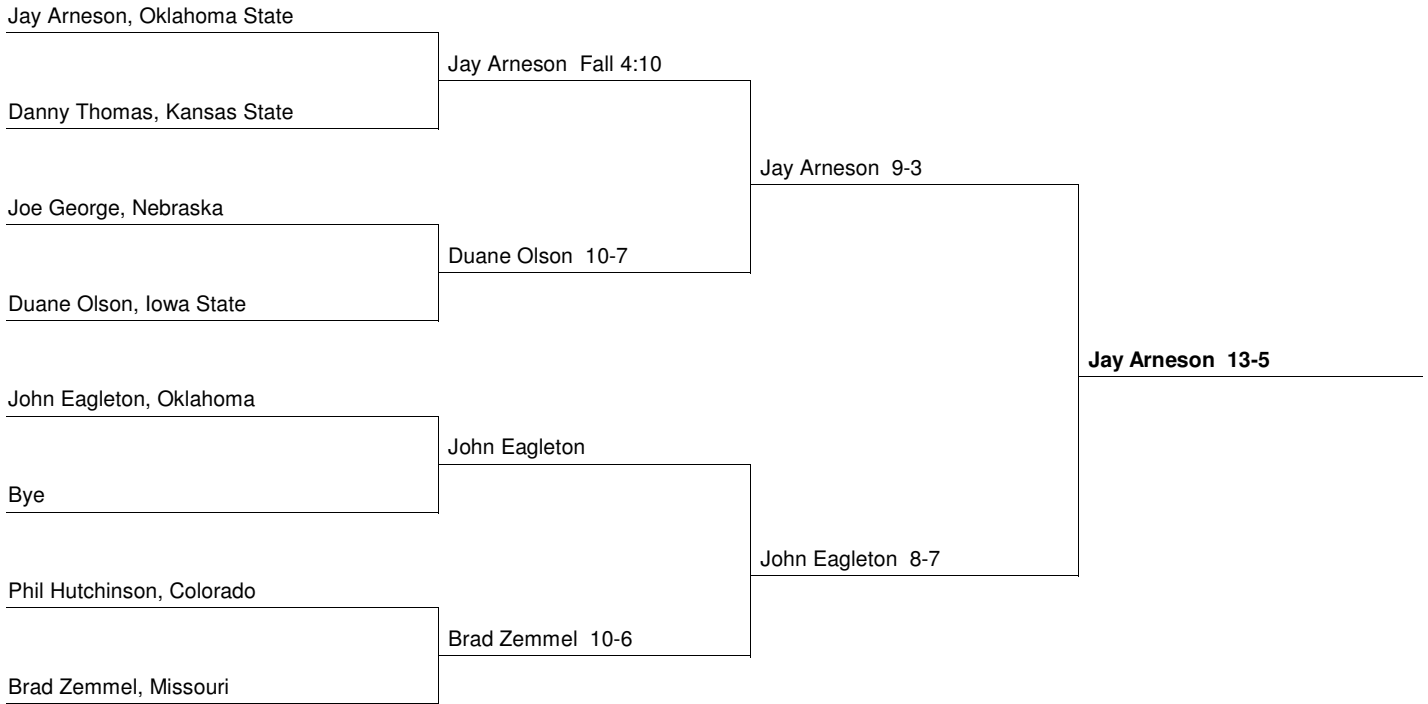 Jay Arneson, Oklahoma State
Jay Arneson  Fall 4:10
Danny Thomas, Kansas State
Jay Arneson  9-3
Joe George, Nebraska
Duane Olson  10-7
Duane Olson, Iowa State
Jay Arneson  13-5
John Eagleton, Oklahoma
John Eagleton
Bye
John Eagleton  8-7
Phil Hutchinson, Colorado
Brad Zemmel  10-6
Brad Zemmel, Missouri